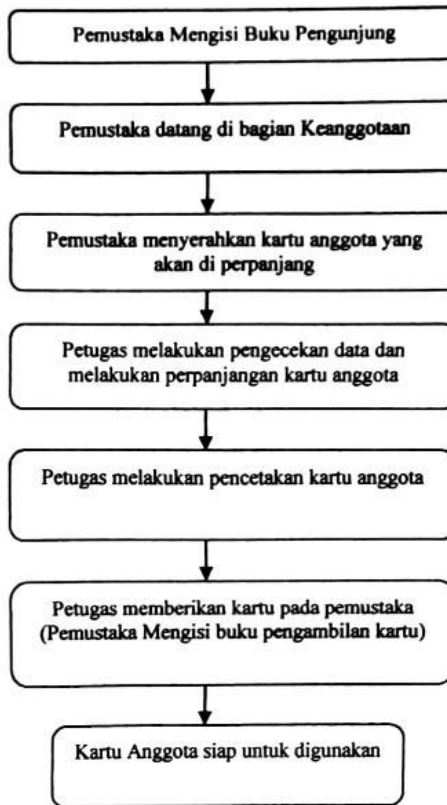 Pemustaka Mengisi Buku Pengunjung
Pemustaka datang di bagian Keanggotaan
Pemustaka menyerahkan kartu anggota yang
akan di perpanjang
Petugas melakukan pengecekan data dan
melakukan perpanjangan kartu anggota
Petugas melakukan pencetakan kartu anggota
Petugas memberikan kartu pada pemustaka
(Pemustaka Mengisi buku pengambilan kartu)
Kartu Anggota siap untuk digunakan